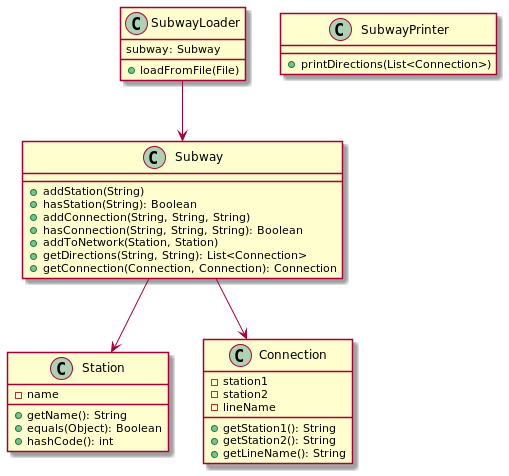 C SubwayLoader
subway: Subway
loadFromFile(File)
C SubwayPrinter
printDirections(List<Connection>)
C Subway
addStation(String)
hasStation(String): Boolean
addConnection(String, String, String)
hasConnection(String, String, String): Boolean
addToNetwork(Station, Station)
getDirections(String, String): List<Connection>
getConnection(Connection, Connection): Connection
C Station
name
getName(): String
equals(Object): Boolean
hashCode(): int
C Connection
station1
station2
lineName
getStation1(): String
getStation2(): String
getLineName(): String